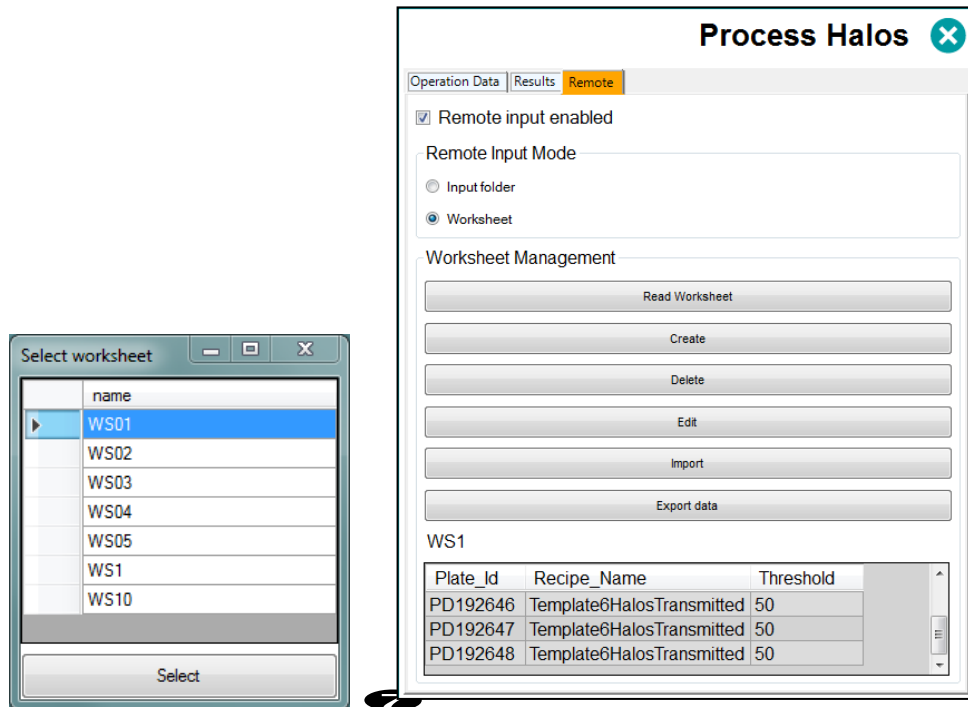 Select worksheet
name
WS01
WS02
WS03
WS04
WS05
WS1
WS10
Select
Process Halos
Operation Data Results Remote
Remote input enabled
Remote Input Mode
Input folder
Worksheet
Worksheet Management
Read Worksheet
Create
Delete
Edit
Import
Export data
WS1
Plate_Id Recipe_Name Threshold
PD192646 Template6HalosTransmitted 50
PD192647 Template6HalosTransmitted 50
PD192648 Template6HalosTransmitted 50